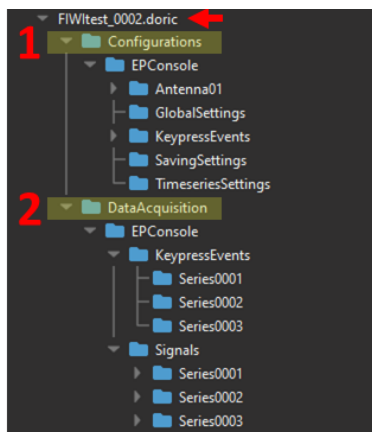 FIWItest_0002.doric
1 Configurations
EPConsole
Antenna01
GlobalSettings
KeypressEvents
SavingSettings
TimeseriesSettings
2 DataAcquisition
EPConsole
KeypressEvents
Series0001
Series0002
Series0003
Signals
Series0001
Series0002
Series0003